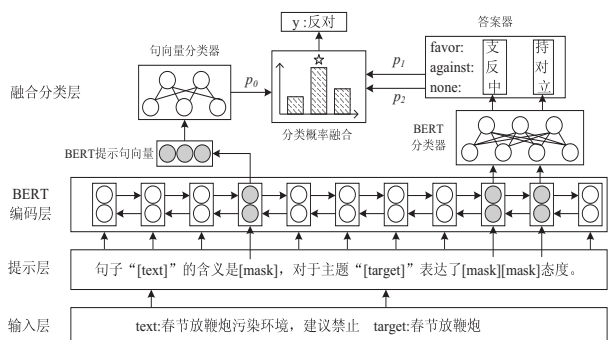 y :反对
答案器
句向量分类器
favor: 支 持
against: 反 对
none: 中 立
p₀
p₁
p₂
融合分类层
分类概率融合
BERT提示句向量
BERT
分类器
BERT
编码层
提示层
句子“[text]”的含义是[mask]，对于主题“[target]”表达了[mask][mask]态度。
输入层
text:春节放鞭炮污染环境，建议禁止 target:春节放鞭炮